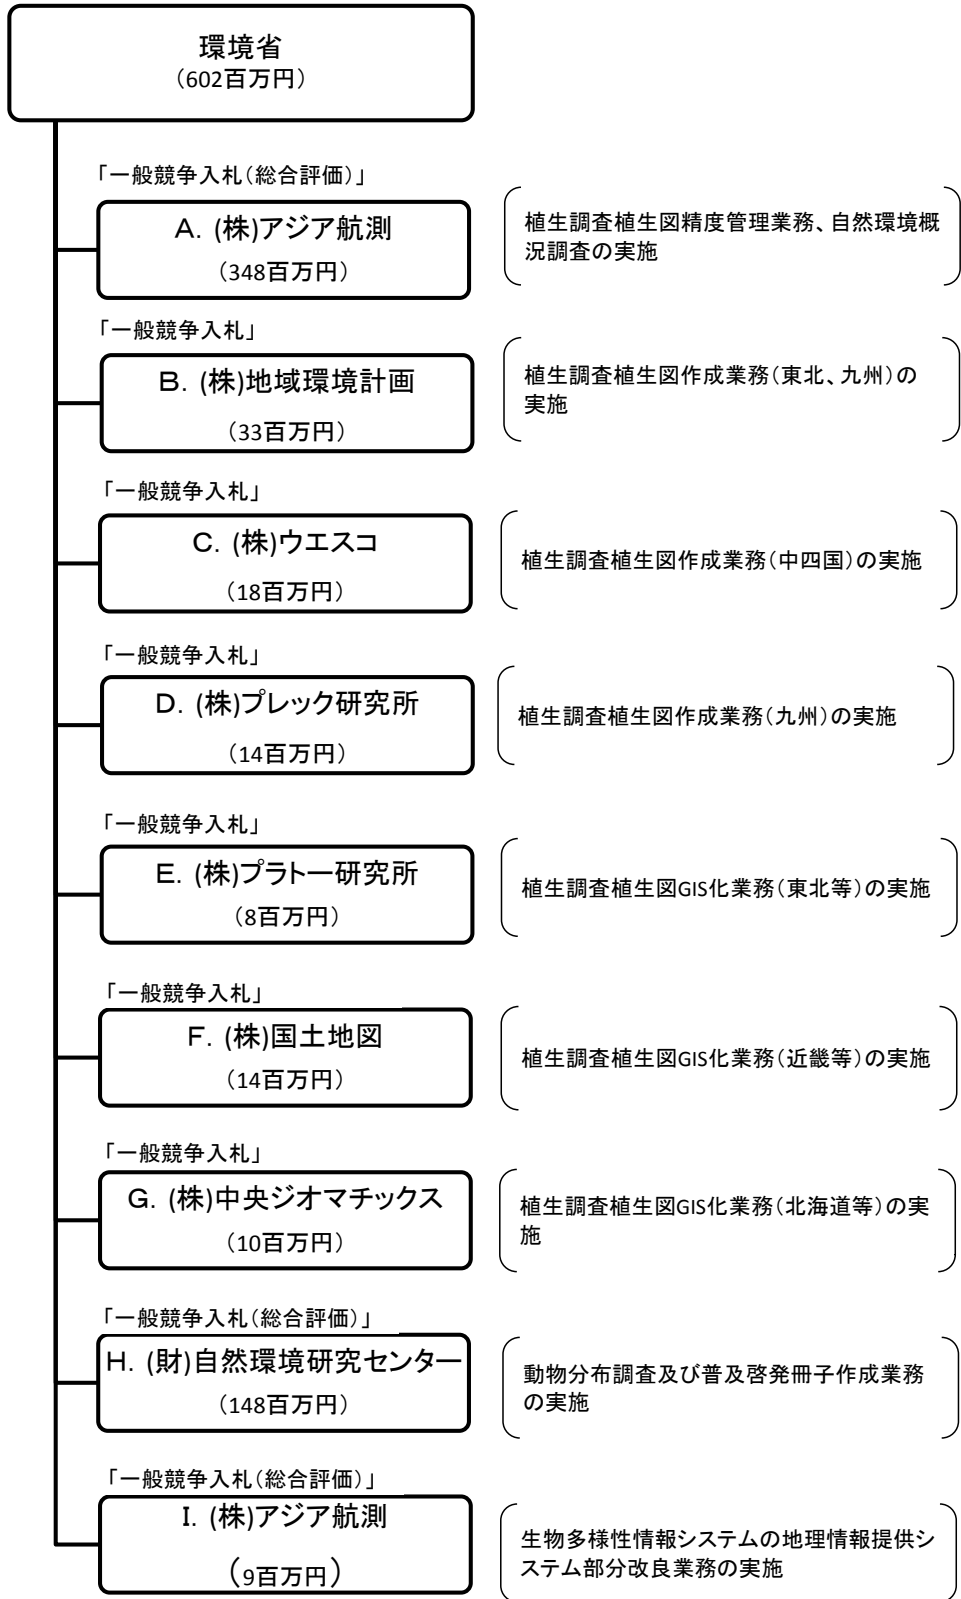 環境省
（602百万円）
「一般競争入札（総合評価）」
A. (株)アジア航測
（348百万円）
植生調査植生図精度管理業務、自然環境概
況調査の実施
「一般競争入札」
B. (株)地域環境計画
（33百万円）
植生調査植生図作成業務（東北、九州）の
実施
「一般競争入札」
C. (株)ウエスコ
（18百万円）
植生調査植生図作成業務（中四国）の実施
「一般競争入札」
D. (株)プレック研究所
（14百万円）
植生調査植生図作成業務（九州）の実施
「一般競争入札」
E. (株)プラトー研究所
（8百万円）
植生調査植生図GIS化業務（東北等）の実施
「一般競争入札」
F. (株)国土地図
（14百万円）
植生調査植生図GIS化業務（近畿等）の実施
「一般競争入札」
G. (株)中央ジオマチックス
（10百万円）
植生調査植生図GIS化業務（北海道等）の実
施
「一般競争入札（総合評価）」
H. (財)自然環境研究センター
（148百万円）
動物分布調査及び普及啓発冊子作成業務
の実施
「一般競争入札（総合評価）」
I. (株)アジア航測
（9百万円）
生物多様性情報システムの地理情報提供シ
ステム部分改良業務の実施